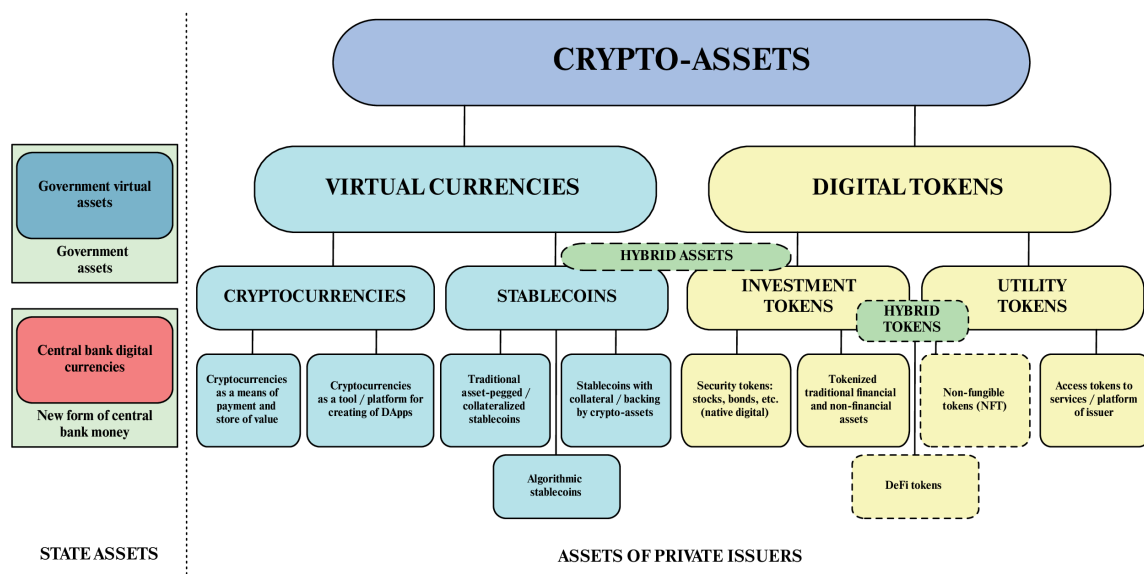 CRYPTO-ASSETS
VIRTUAL CURRENCIES
DIGITAL TOKENS
Government virtual
assets
Government
assets
HYBRID ASSETS
CRYPTOCURRENCIES
STABLECOINS
INVESTMENT
TOKENS
UTILITY
TOKENS
HYBRID
TOKENS
Central bank digital
currencies
New form of central
bank money
Cryptocurrencies
as a means of
payment and
store of value
Cryptocurrencies
as a tool / platform for
creating of DApps
Traditional
asset-pegged /
collateralized
stablecoins
Stablecoins with
collateral / backing
by crypto-assets
Security tokens:
stocks, bonds, etc.
(native digital)
Tokenized
traditional financial
and non-financial
assets
Non-fungible
tokens (NFT)
Access tokens to
services / platform
of issuer
Algorithmic
stablecoins
DeFi tokens
STATE ASSETS
ASSETS OF PRIVATE ISSUERS